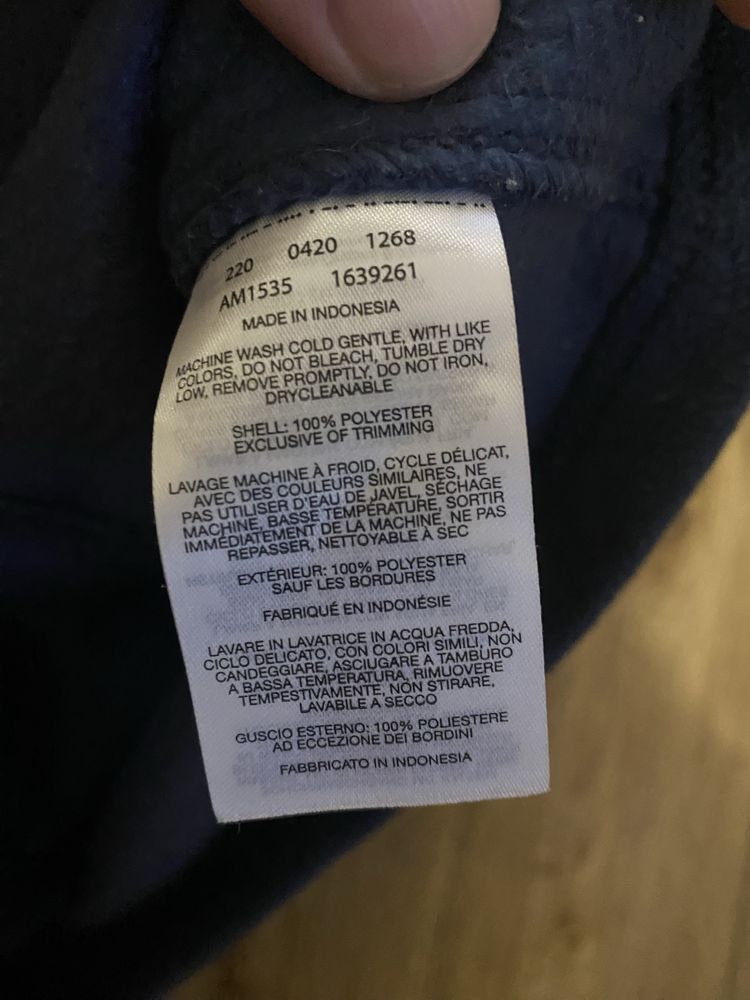 220 0420 1268
AM1535 1639261
MADE IN INDONESIA
MACHINE WASH COLD GENTLE, WITH LIKE
COLORS, DO NOT BLEACH, TUMBLE DRY
LOW, REMOVE PROMPTLY, DO NOT IRON,
DRYCLEANABLE
SHELL: 100% POLYESTER
EXCLUSIVE OF TRIMMING
LAVAGE MACHINE À FROID, CYCLE DÉLICAT,
AVEC DES COULEURS SIMILAIRES, NE
PAS UTILISER D'EAU DE JAVEL, SÉCHAGE
MACHINE, BASSE TEMPÉRATURE, SORTIR
IMMÉDIATEMENT DE LA MACHINE, NE PAS
REPASSER, NETTOYABLE À SEC
EXTÉRIEUR: 100% POLYESTER
SAUF LES BORDURES
FABRIQUÉ EN INDONÉSIE
LAVARE IN LAVATRICE IN ACQUA FREDDA,
CICLO DELICATO, CON COLORI SIMILI, NON
CANDEGGIARE, ASCIUGARE A TAMBURO
A BASSA TEMPERATURA, RIMUOVERE
TEMPESTIVAMENTE, NON STIRARE,
LAVABILE A SECCO
GUSCIO ESTERNO: 100% POLIESTERE
AD ECCEZIONE DEI BORDINI
FABBRICATO IN INDONESIA